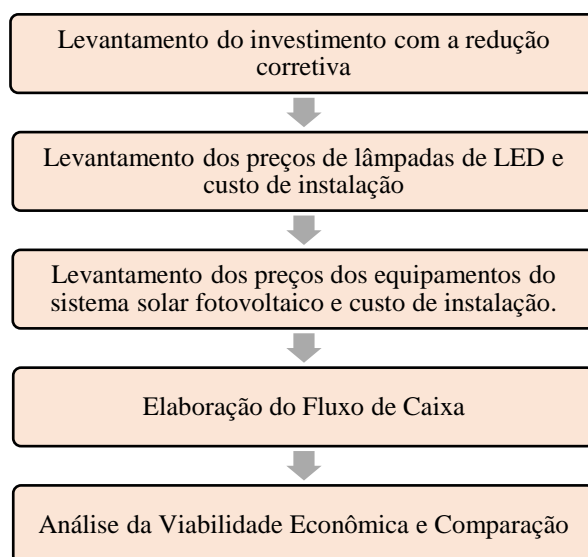 Levantamento do investimento com a redução
corretiva
Levantamento dos preços de lâmpadas de LED e
custo de instalação
Levantamento dos preços dos equipamentos do
sistema solar fotovoltaico e custo de instalação.
Elaboração do Fluxo de Caixa
Análise da Viabilidade Econômica e Comparação